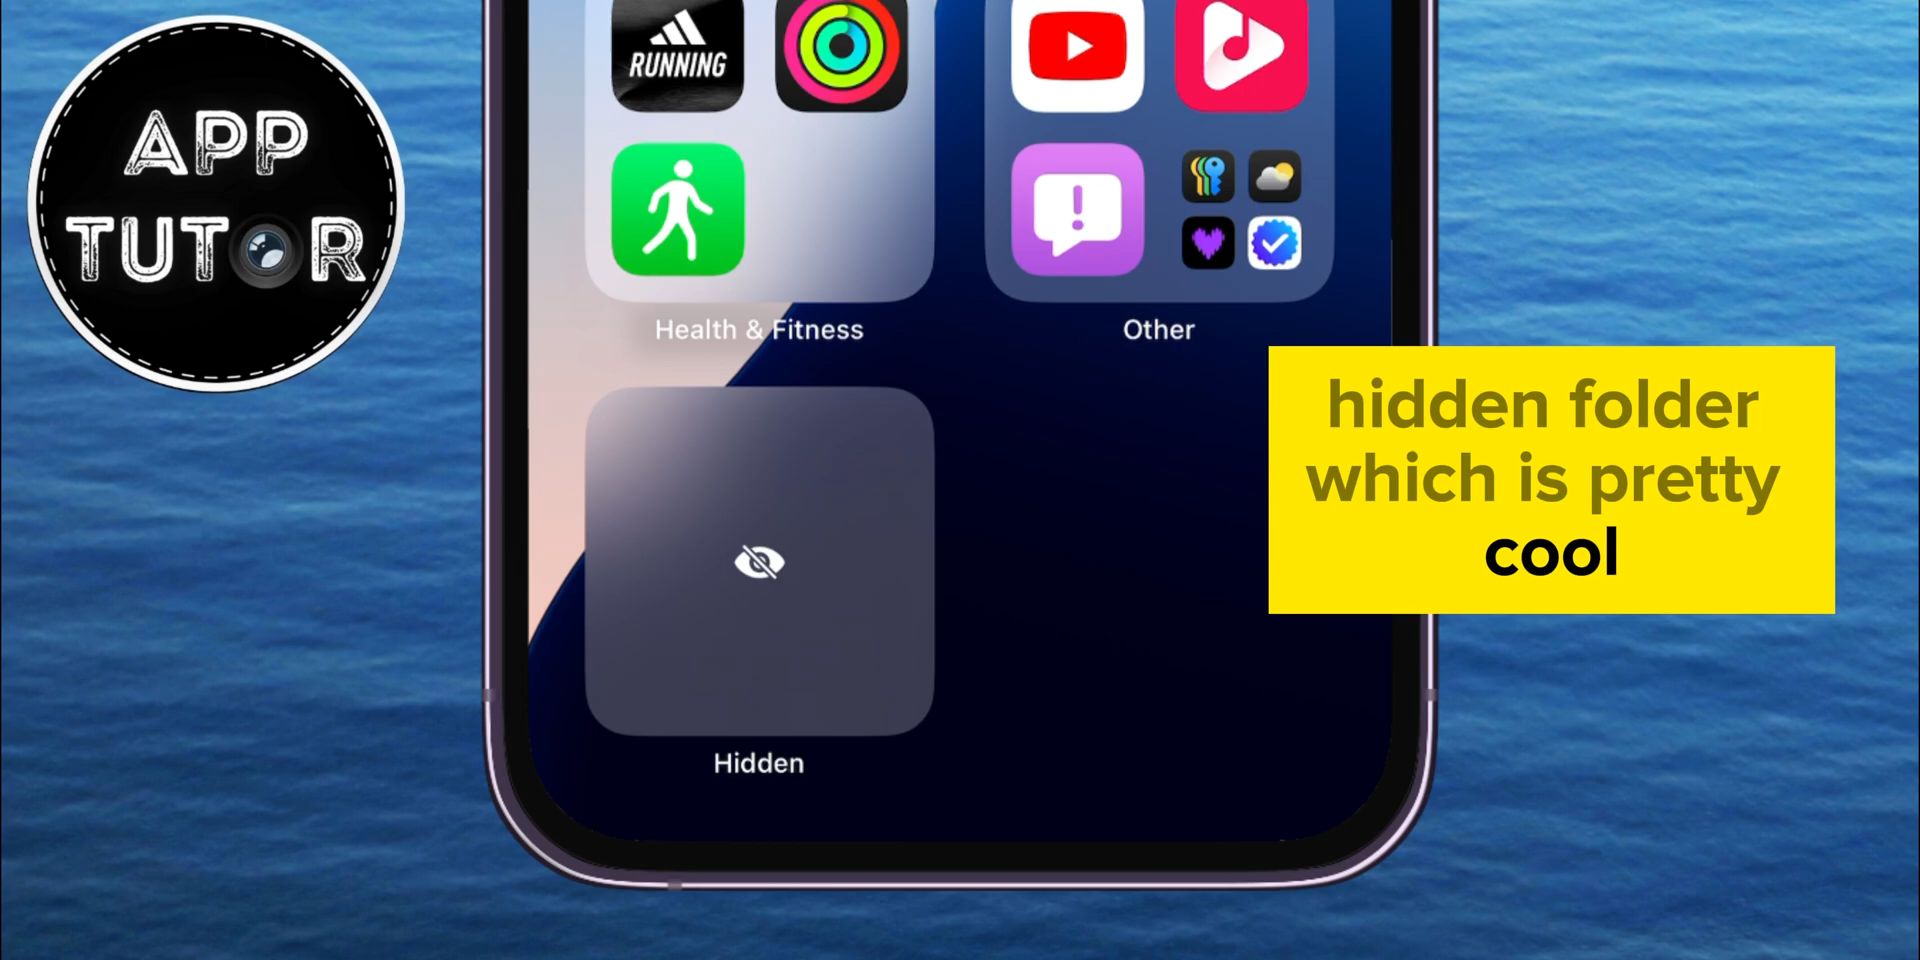 APP
TUTOR
RUNNING
Health & Fitness
Other
hidden folder
which is pretty
cool
Hidden